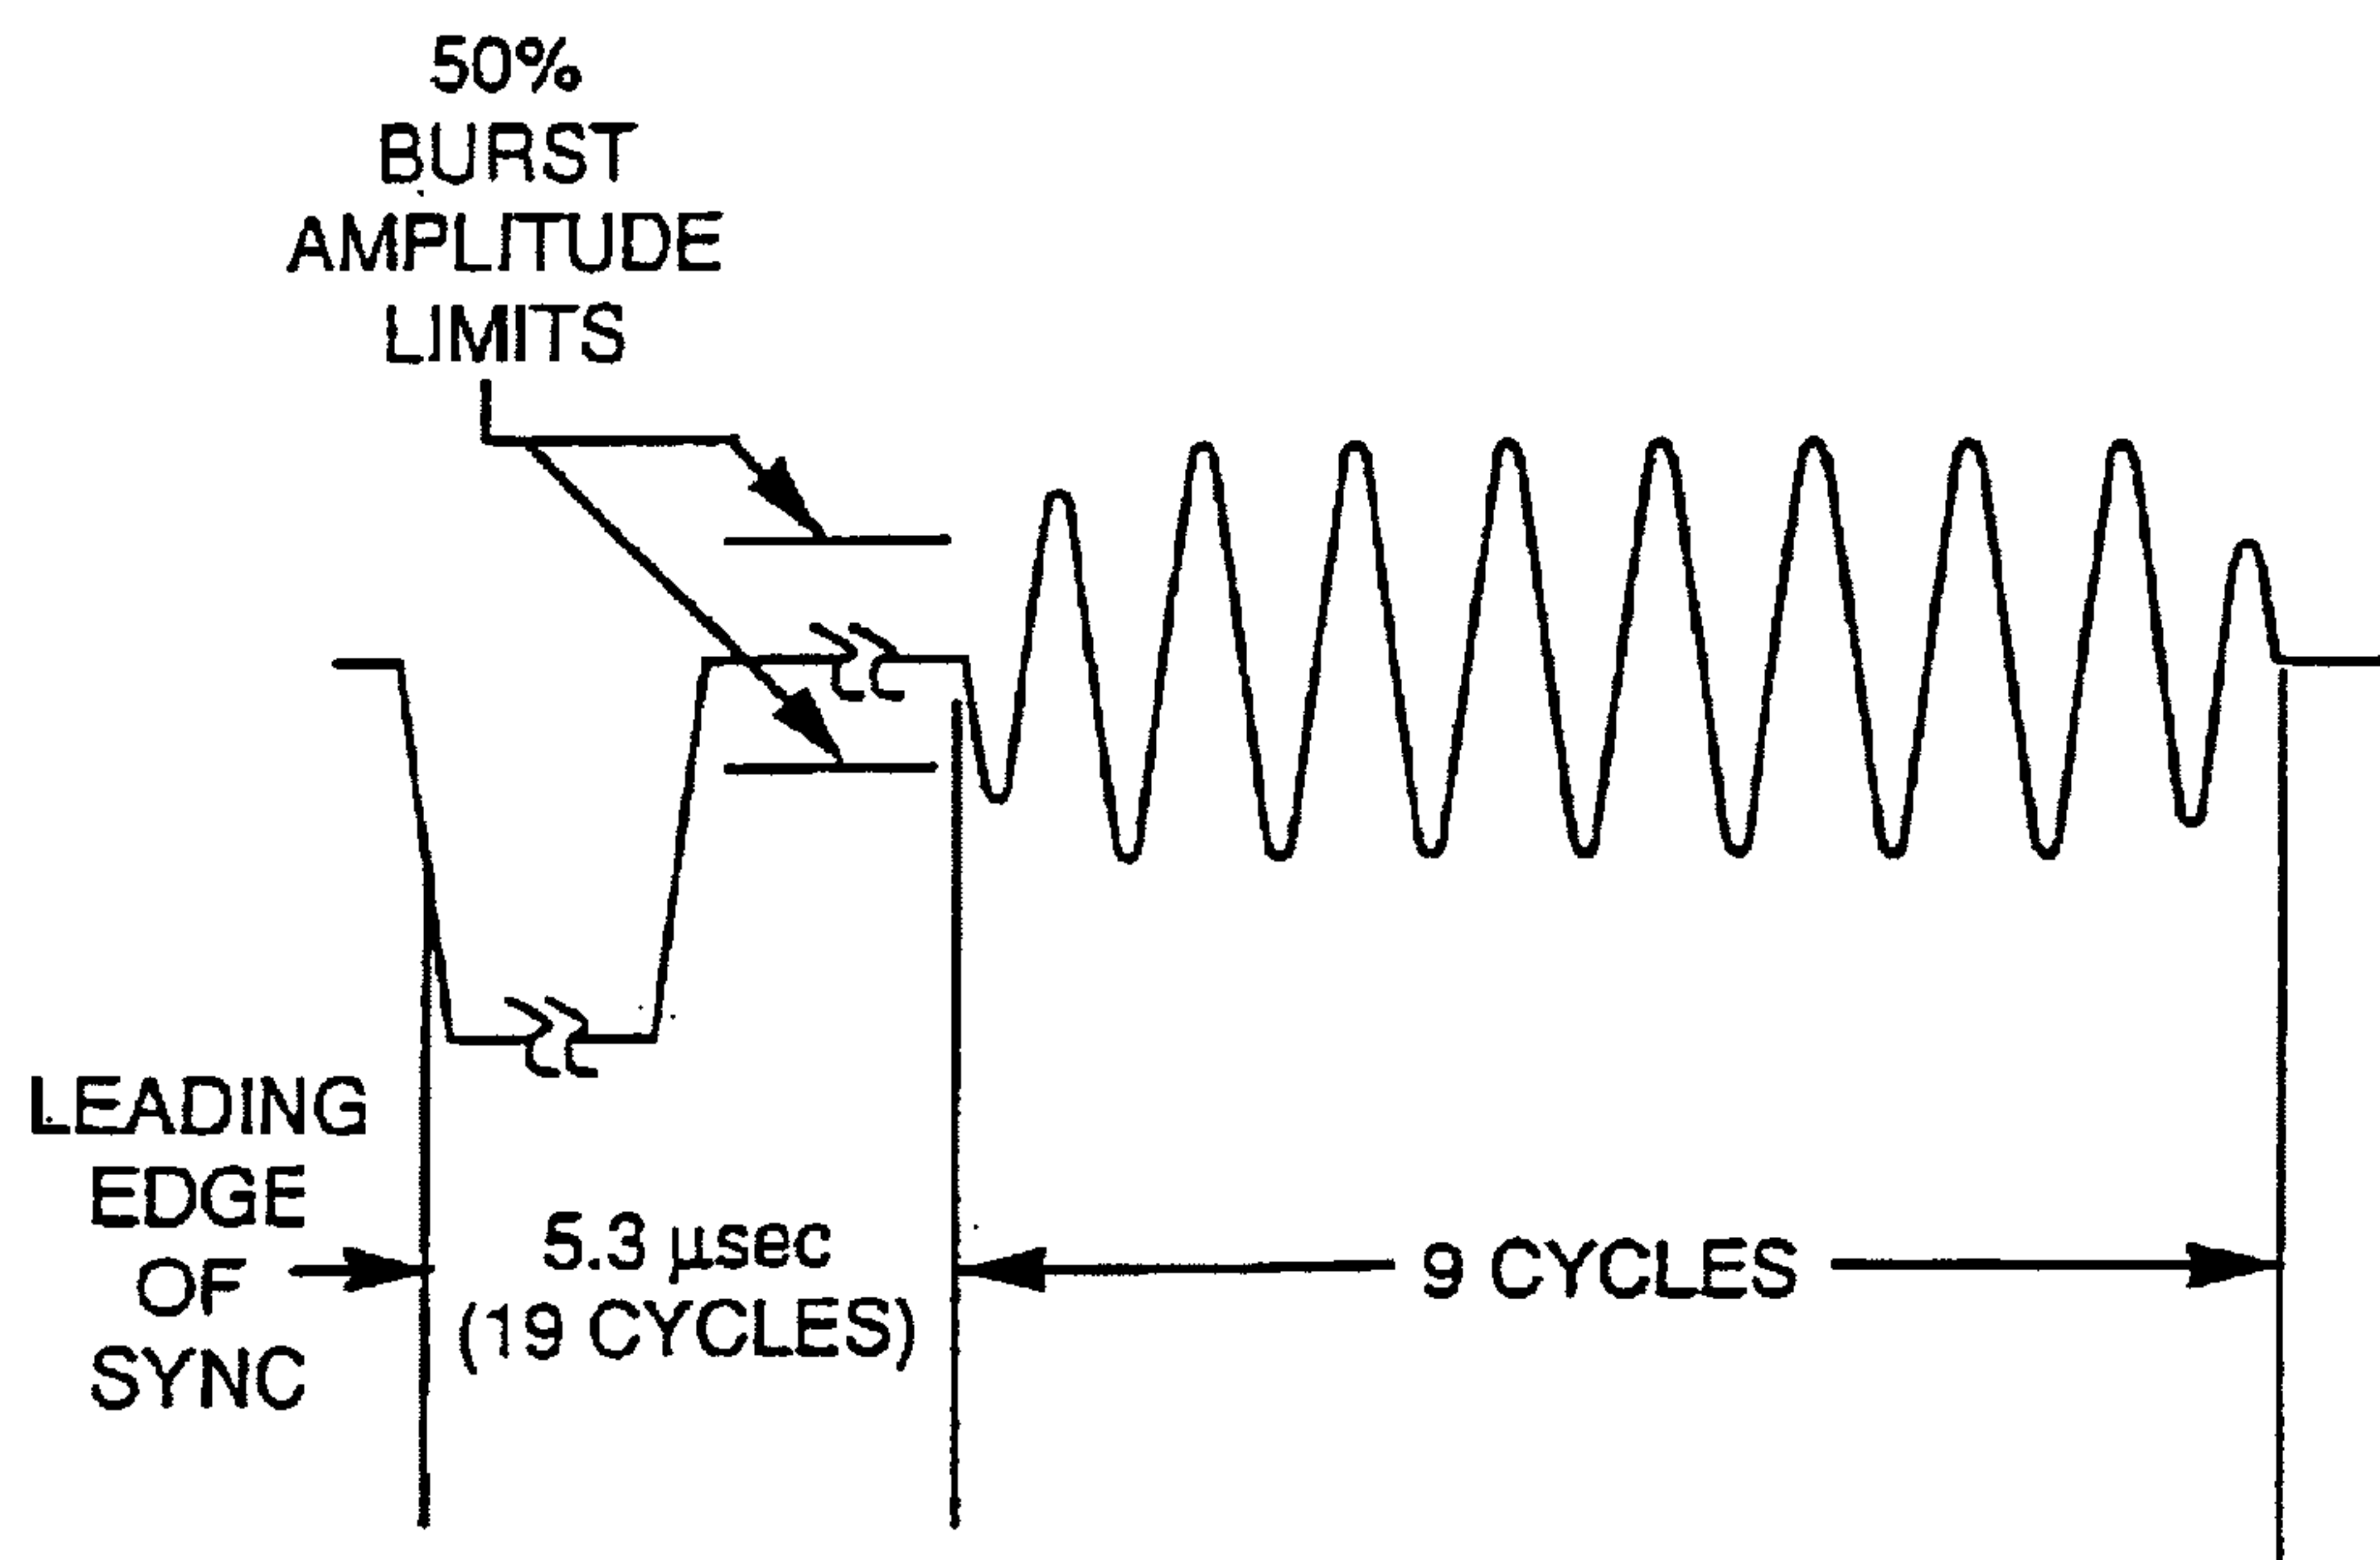 50%
BURST
AMPLITUDE
LIMITS
LEADING
EDGE
OF
SYNC
5.3 µsec
(19 CYCLES)
9 CYCLES